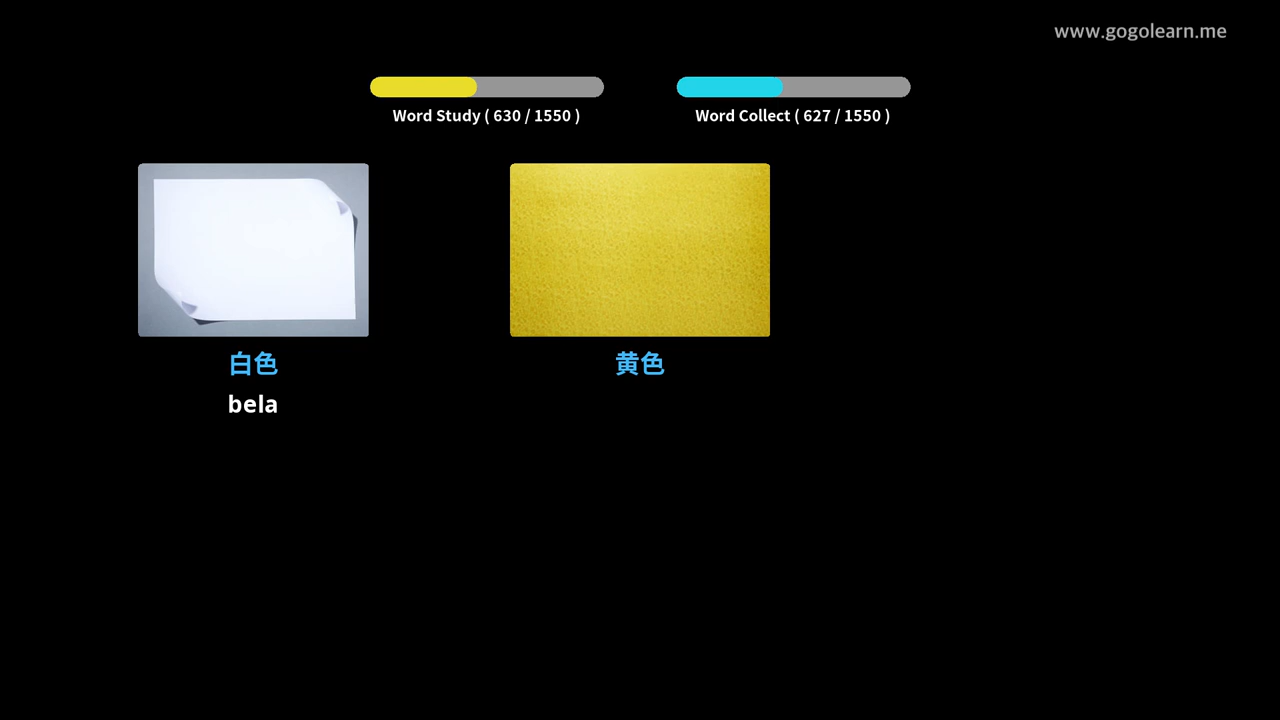 www.gogolearn.me
Word Study ( 630 / 1550 )
Word Collect ( 627 / 1550 )
白色
黄色
bela